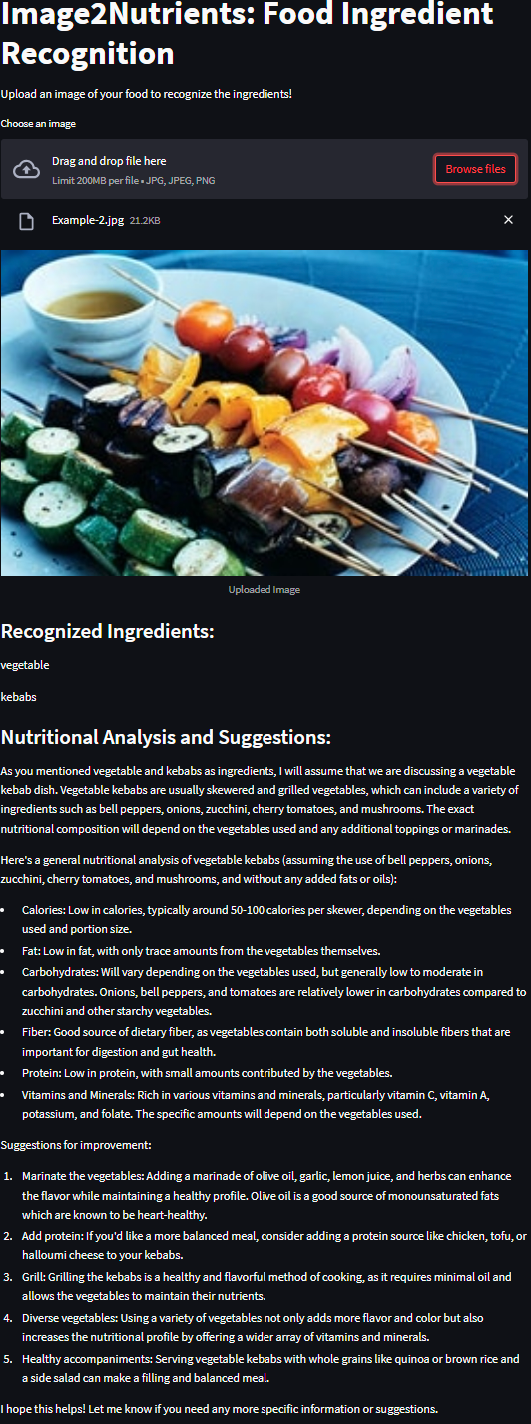 Image2Nutrients: Food Ingredient
Recognition
Upload an image of your food to recognize the ingredients!
Choose an image
Drag and drop file here
Limit 200MB per file • JPG, JPEG, PNG
Browse files
Example-2.jpg 21.2KB
Uploaded Image
Recognized Ingredients:
vegetable
kebabs
Nutritional Analysis and Suggestions:
As you mentioned vegetable and kebabs as ingredients, I will assume that we are discussing a vegetable
kebab dish. Vegetable kebabs are usually skewered and grilled vegetables, which can include a variety of
ingredients such as bell peppers, onions, zucchini, cherry tomatoes, and mushrooms. The exact
nutritional composition will depend on the vegetables used and any additional toppings or marinades.
Here's a general nutritional analysis of vegetable kebabs (assuming the use of bell peppers, onions,
zucchini, cherry tomatoes, and mushrooms, and without any added fats or oils):
• Calories: Low in calories, typically around 50-100 calories per skewer, depending on the vegetables
used and portion size.
• Fat: Low in fat, with only trace amounts from the vegetables themselves.
• Carbohydrates: Will vary depending on the vegetables used, but generally low to moderate in
carbohydrates. Onions, bell peppers, and tomatoes are relatively lower in carbohydrates compared to
zucchini and other starchy vegetables.
• Fiber: Good source of dietary fiber, as vegetables contain both soluble and insoluble fibers that are
important for digestion and gut health.
• Protein: Low in protein, with small amounts contributed by the vegetables.
• Vitamins and Minerals: Rich in various vitamins and minerals, particularly vitamin C, vitamin A,
potassium, and folate. The specific amounts will depend on the vegetables used.
Suggestions for improvement:
1. Marinate the vegetables: Adding a marinade of olive oil, garlic, lemon juice, and herbs can enhance
the flavor while maintaining a healthy profile. Olive oil is a good source of monounsaturated fats
which are known to be heart-healthy.
2. Add protein: If you'd like a more balanced meal, consider adding a protein source like chicken, tofu, or
halloumi cheese to your kebabs.
3. Grill: Grilling the kebabs is a healthy and flavorful method of cooking, as it requires minimal oil and
allows the vegetables to maintain their nutrients.
4. Diverse vegetables: Using a variety of vegetables not only adds more flavor and color but also
increases the nutritional profile by offering a wider array of vitamins and minerals.
5. Healthy accompaniments: Serving vegetable kebabs with whole grains like quinoa or brown rice and
a side salad can make a filling and balanced meal.
I hope this helps! Let me know if you need any more specific information or suggestions.